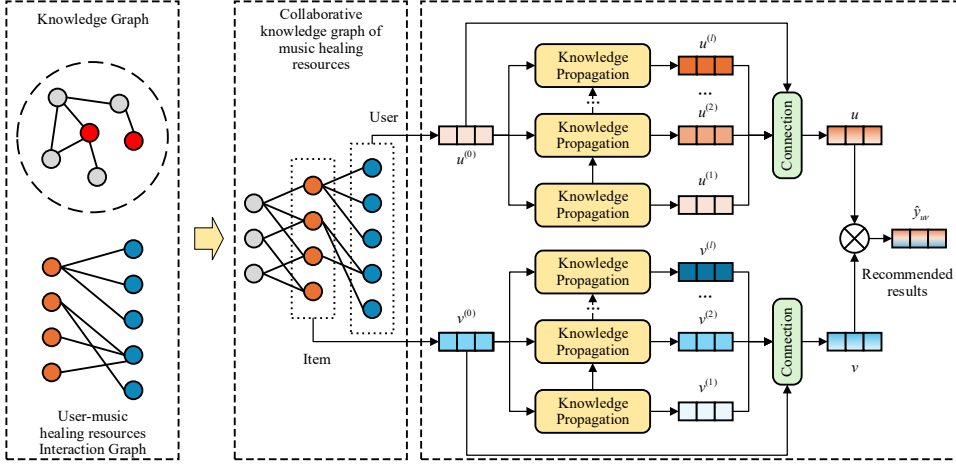 Knowledge Graph
User-music
healing resources
Interaction Graph
Collaborative
knowledge graph of
music healing
resources
User
Item
u^(0)
Knowledge
Propagation
u^(l)
...
...
Knowledge
Propagation
u^(2)
Knowledge
Propagation
u^(1)
Connection
u
v^(0)
Knowledge
Propagation
v^(l)
...
...
Knowledge
Propagation
v^(2)
Knowledge
Propagation
v^(1)
Connection
v
ŷ_uv
Recommended
results